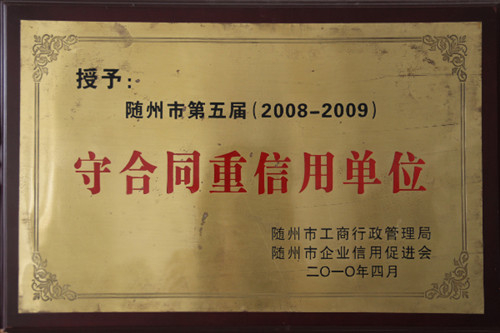 授予：
随州市第五届(2008-2009)
守合同重信用单位
随州市工商行政管理局
随州市企业信用促进会
二〇一〇年四月